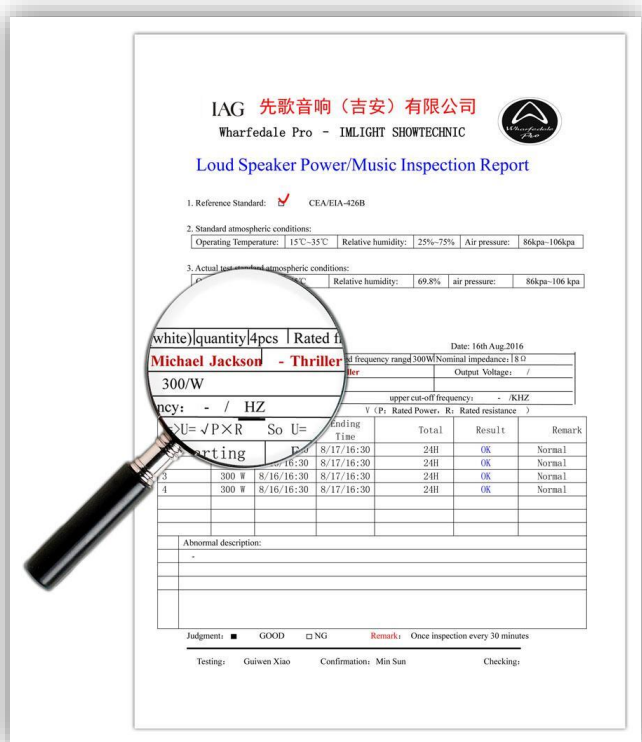 IAG 先歌音响（吉安）有限公司
Wharfedale Pro
Wharfedale Pro - IMLIGHT SHOWTECHNIC
Loud Speaker Power/Music Inspection Report
1. Reference Standard: CEA/EIA-426B
2. Standard atmospheric conditions:
Operating Temperature: 15℃~35℃ Relative humidity: 25%~75% Air pressure: 86kpa~106kpa
3. Actual test standard atmospheric conditions:
Relative humidity: 69.8% air pressure: 86kpa~106 kpa
Date: 16th Aug.2016
white) quantity 4pcs Rated
frequency range 300W Nominal impedance: 8Ω
Michael Jackson - Thriller
Output Voltage: /
300/W
upper cut-off frequency: - /KHZ
ncy: - / HZ
V (P: Rated Power, R: Rated resistance )
=>U= √P×R So U=
Ending Time Total Result Remark
arting
8/17/16:30 24H OK Normal
8/17/16:30 24H OK Normal
3 300 W 8/16/16:30 8/17/16:30 24H OK Normal
4 300 W 8/16/16:30 8/17/16:30 24H OK Normal
Abnormal description:
-
Judgment: ■ GOOD □ NG Remark: Once inspection every 30 minutes
Testing: Guiwen Xiao Confirmation: Min Sun Checking: